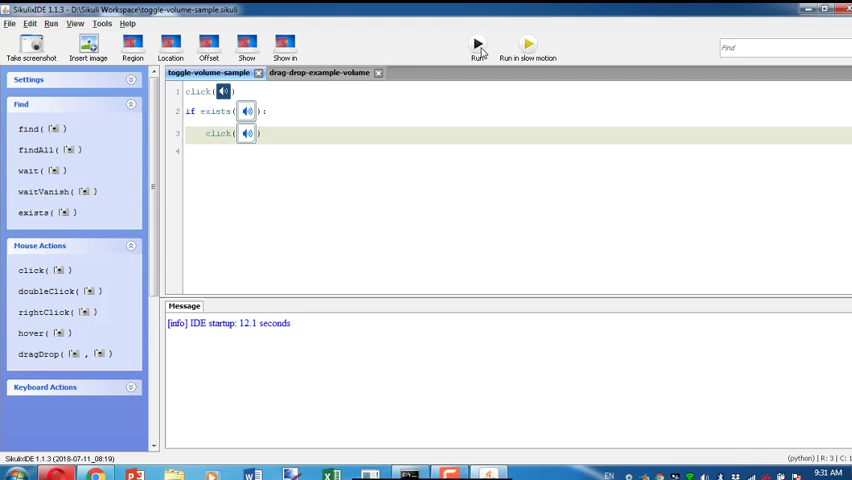 SikulixIDE 1.1.3 - D:\Sikuli Workspace\toggle-volume-sample.sikuli
File Edit Run View Tools Help
Take screenshot Insert image Region Location Offset Show Show in Run Run in slow motion Find
Settings
Find
find( )
findAll( )
wait( )
waitVanish( )
exists( )
Mouse Actions
click( )
doubleClick( )
rightClick( )
hover( )
dragDrop( , )
Keyboard Actions
toggle-volume-sample drag-drop-example-volume
1 click( )
2 if exists( ):
3 click( )
4
Message
[info] IDE startup: 12.1 seconds
SikulixIDE 1.1.3 (2018-07-11_08:19) (python) | R: 3 | C: 1
EN 9:31 AM